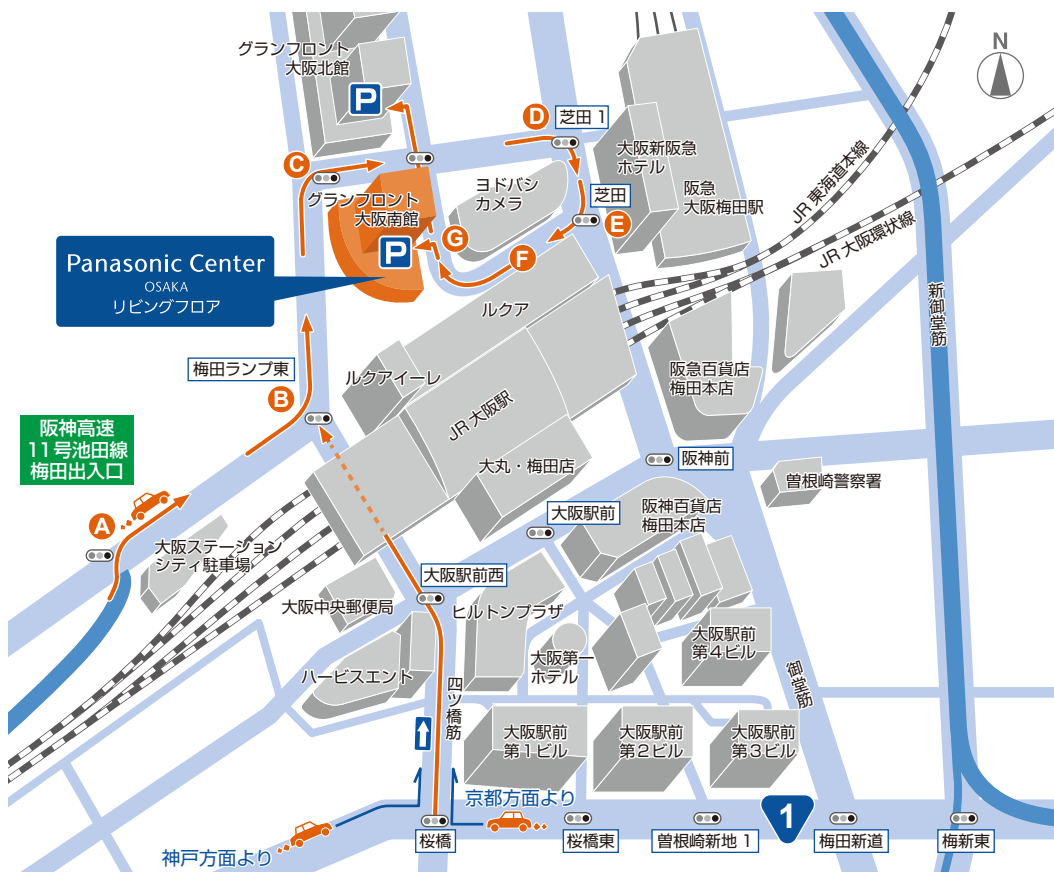 グランフロント
大阪北館
P
N
D
芝田 1
C
大阪新阪急
ホテル
ヨドバシ
カメラ
グランフロント
大阪南館
芝田
阪急
大阪梅田駅
JR 東海道本線
E
G
P
F
JR 大阪環状線
Panasonic Center
OSAKA
リビングフロア
ルクア
新御堂筋
梅田ランプ東
ルクアイーレ
阪急百貨店
梅田本店
B
JR 大阪駅
阪神高速
11号池田線
梅田出入口
大丸・梅田店
阪神前
曽根崎警察署
A
大阪駅前
阪神百貨店
梅田本店
大阪ステーション
シティ駐車場
大阪駅前西
大阪中央郵便局
ヒルトンプラザ
大阪駅前
第4ビル
大阪第一
ホテル
ハービスエント
御堂筋
四ツ橋筋
大阪駅前
第1ビル
大阪駅前
第2ビル
大阪駅前
第3ビル
京都方面より
1
神戸方面より
桜橋
桜橋東
曽根崎新地 1
梅田新道
梅新東